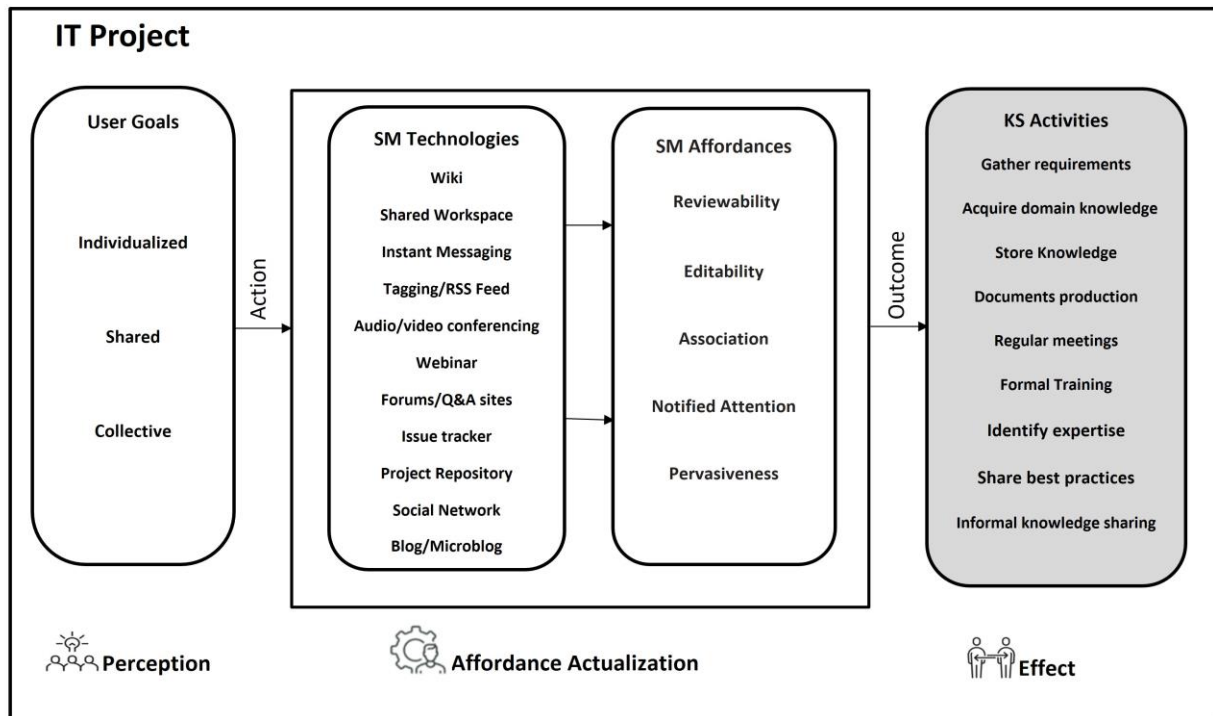 IT Project
User Goals
Individualized
Shared
Collective
Action
SM Technologies
Wiki
Shared Workspace
Instant Messaging
Tagging/RSS Feed
Audio/video conferencing
Webinar
Forums/Q&A sites
Issue tracker
Project Repository
Social Network
Blog/Microblog
SM Affordances
Reviewability
Editability
Association
Notified Attention
Pervasiveness
Outcome
KS Activities
Gather requirements
Acquire domain knowledge
Store Knowledge
Documents production
Regular meetings
Formal Training
Identify expertise
Share best practices
Informal knowledge sharing
Perception
Affordance Actualization
Effect